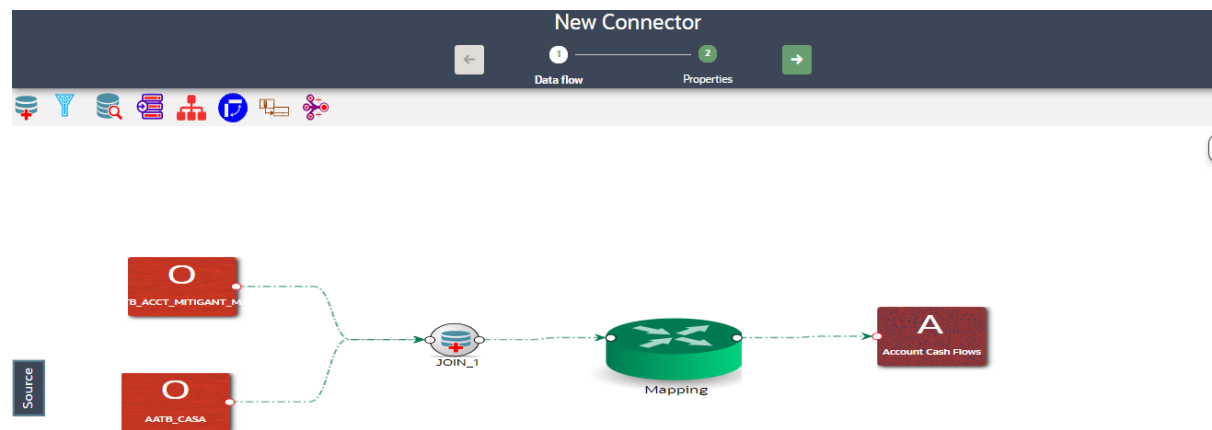 New Connector
1
2
Data flow
Properties
O
B_ACCT_MITIGANT_M
JOIN_1
Mapping
A
Account Cash Flows
Source
O
AATB_CASA